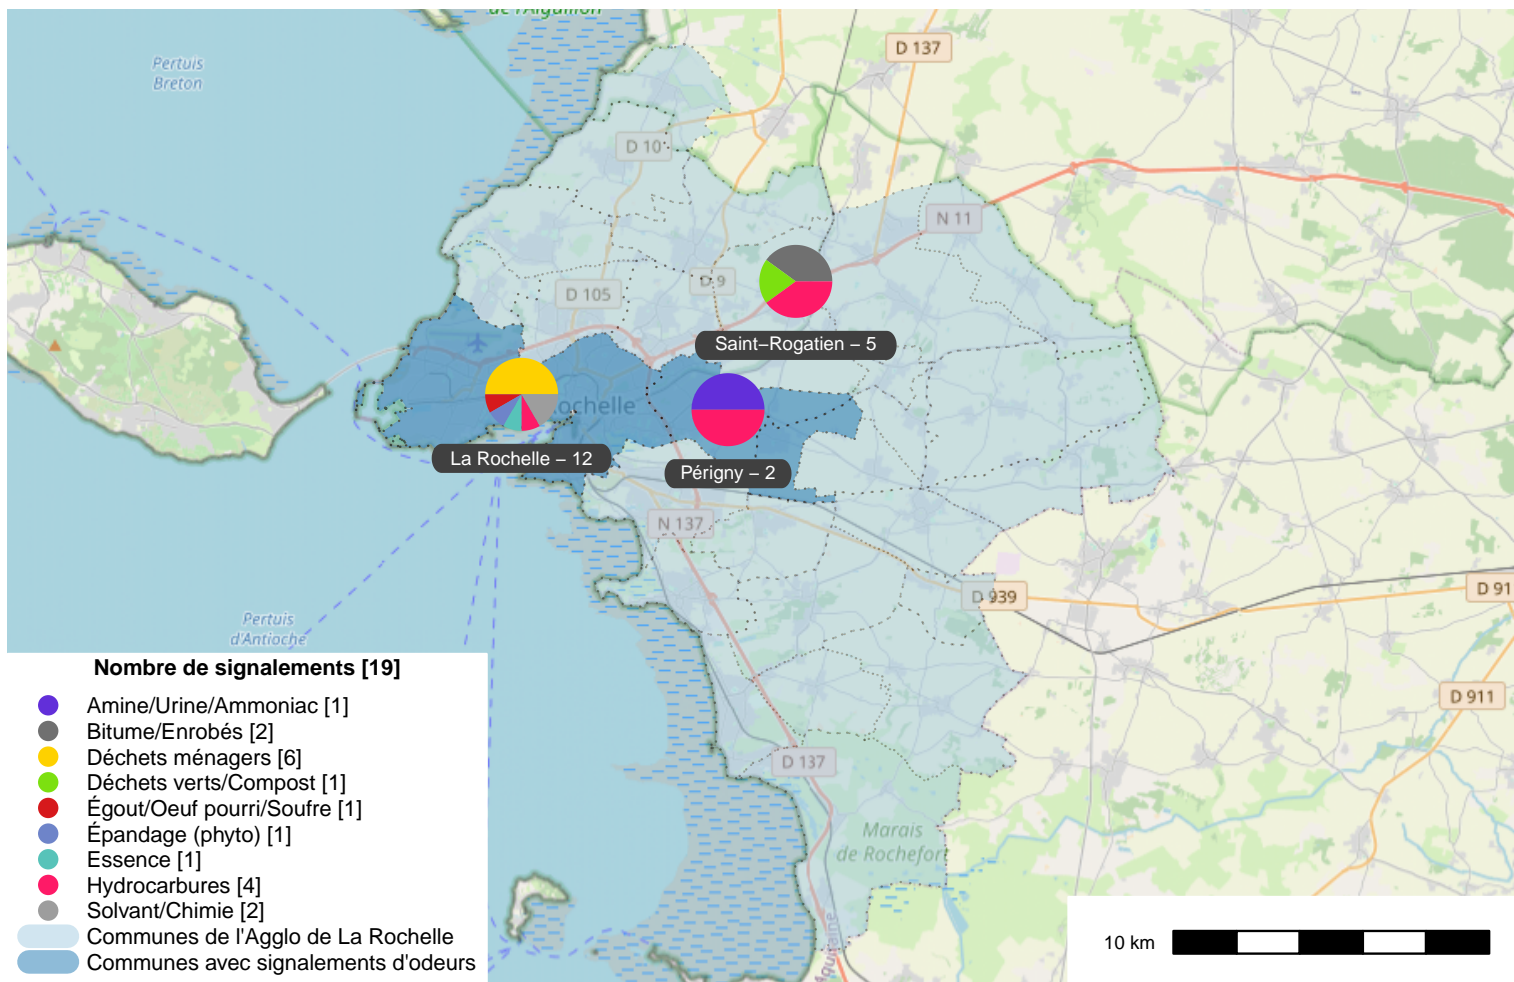 de l'Aiguillon
D 137
Pertuis
Breton
D 10
N 11
D 9
D 105
Saint–Rogatien – 5
ochelle
La Rochelle – 12
Périgny – 2
N 137
D 939
D 91
Pertuis
d'Antioche
D 911
D 137
Marais
de Rochefort
Aquitaine
Nombre de signalements [19]
Amine/Urine/Ammoniac [1]
Bitume/Enrobés [2]
Déchets ménagers [6]
Déchets verts/Compost [1]
Égout/Oeuf pourri/Soufre [1]
Épandage (phyto) [1]
Essence [1]
Hydrocarbures [4]
Solvant/Chimie [2]
Communes de l'Agglo de La Rochelle
Communes avec signalements d'odeurs
10 km